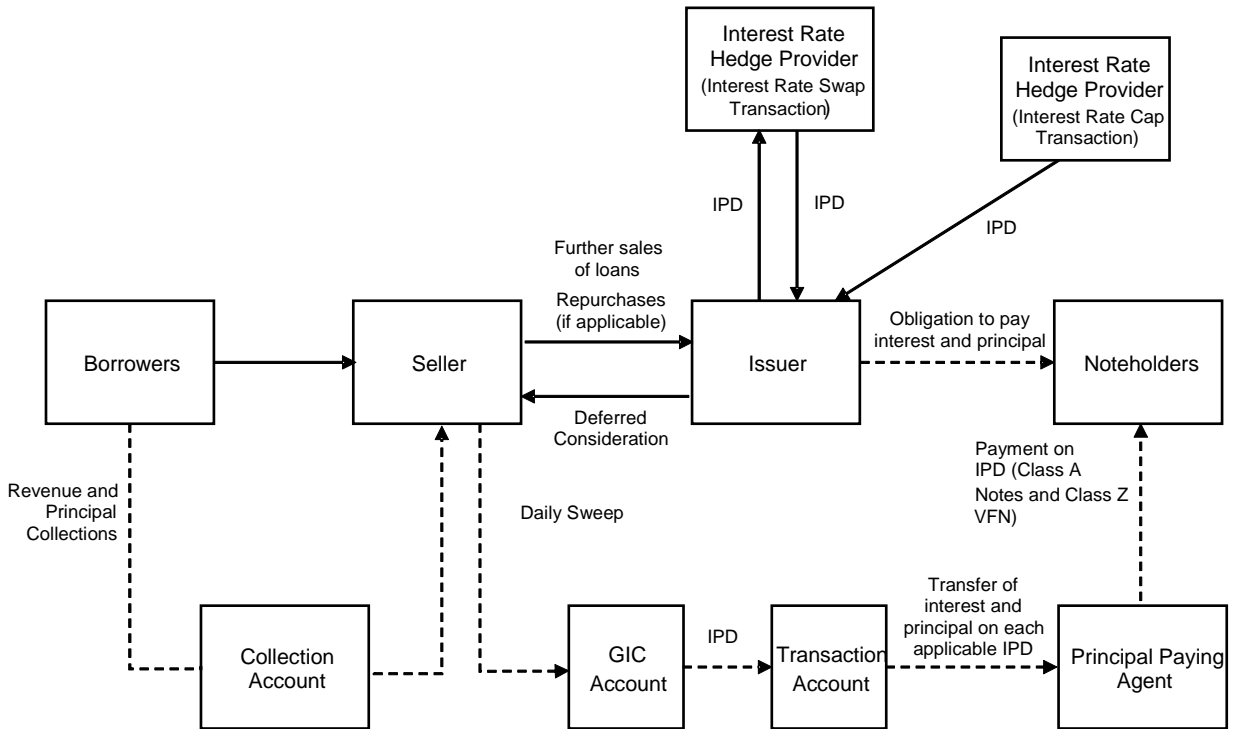 Interest Rate
Hedge Provider
(Interest Rate Swap
Transaction)
Interest Rate
Hedge Provider
(Interest Rate Cap
Transaction)
IPD
IPD
IPD
Further sales
of loans
Repurchases
(if applicable)
Obligation to pay
interest and principal
Borrowers
Seller
Issuer
Noteholders
Deferred
Consideration
Revenue and
Principal
Collections
Daily Sweep
Payment on
IPD (Class A
Notes and Class Z
VFN)
Collection
Account
GIC
Account
IPD
Transaction
Account
Transfer of
interest and
principal on each
applicable IPD
Principal Paying
Agent